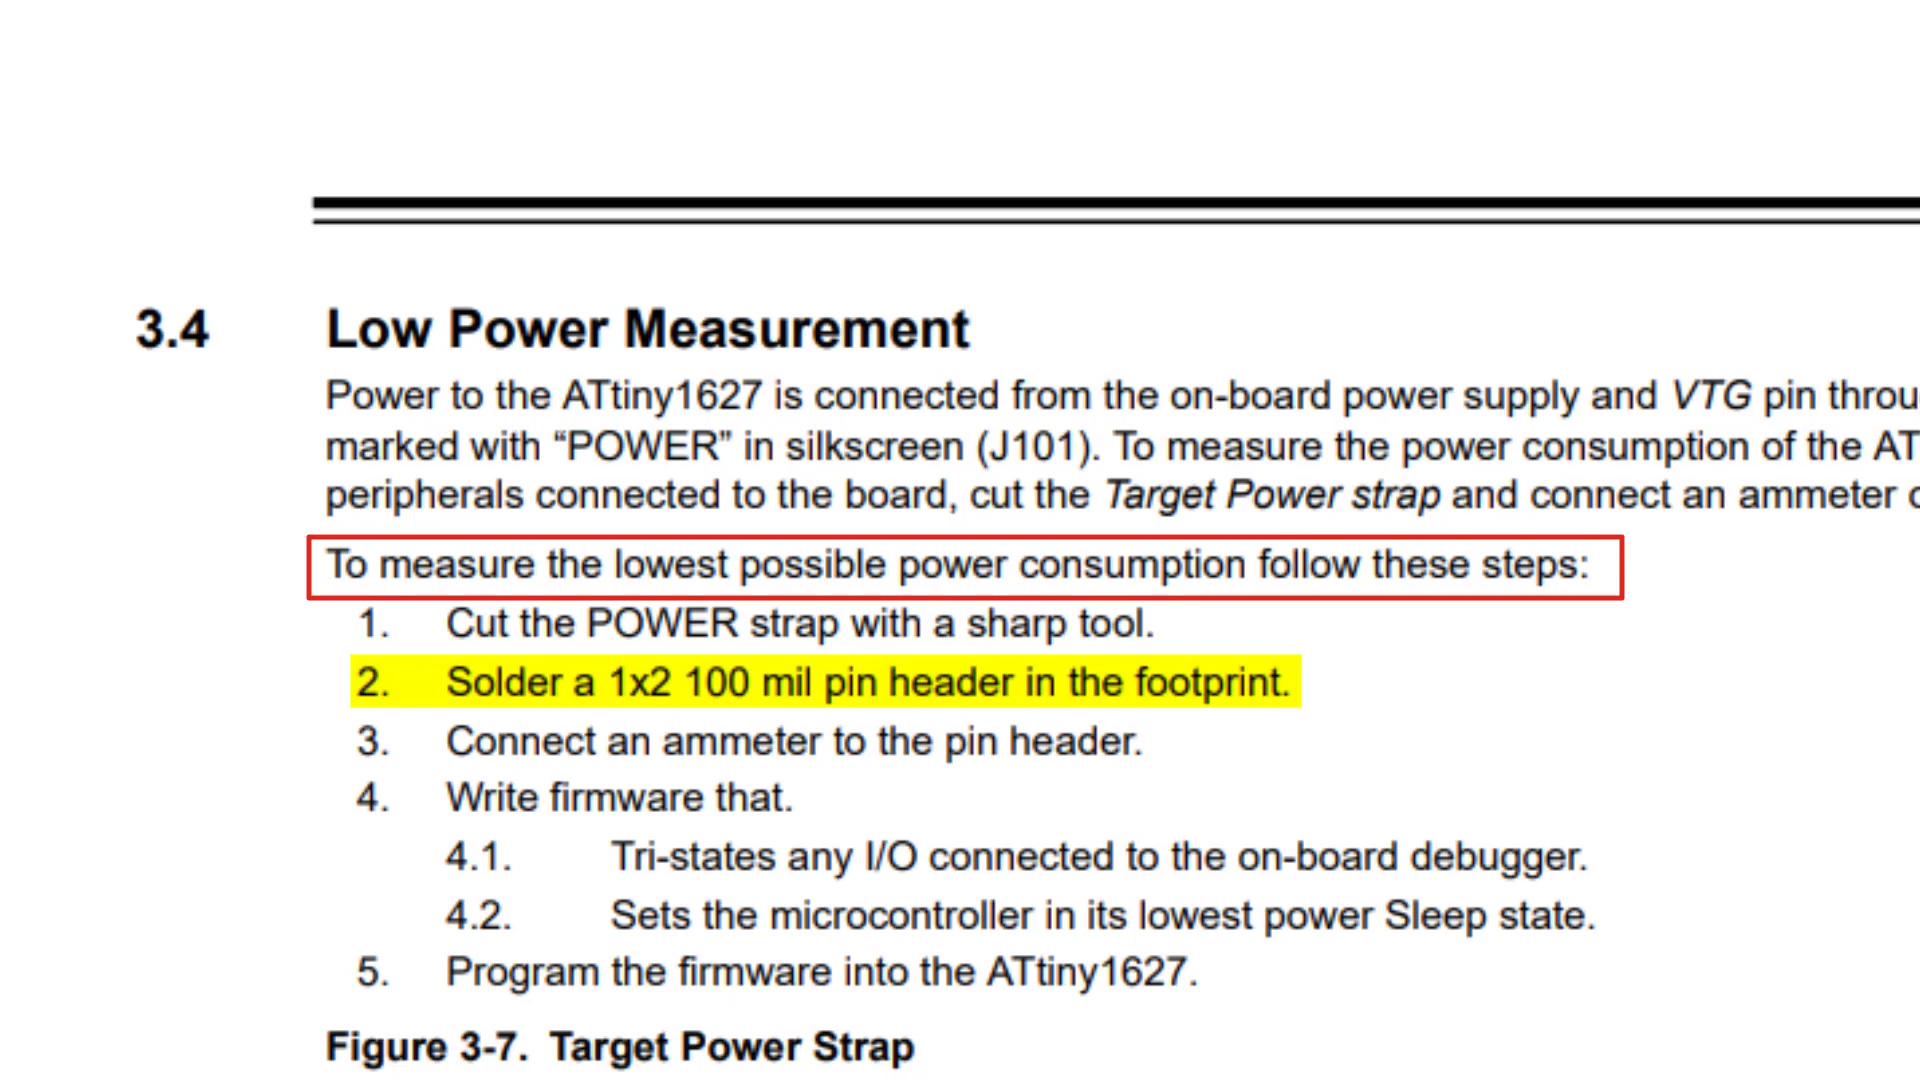 3.4 Low Power Measurement
Power to the ATtiny1627 is connected from the on-board power supply and VTG pin
marked with “POWER” in silkscreen (J101). To measure the power consumption of the
peripherals connected to the board, cut the Target Power strap and connect an ammeter
To measure the lowest possible power consumption follow these steps:
1. Cut the POWER strap with a sharp tool.
2. Solder a 1x2 100 mil pin header in the footprint.
3. Connect an ammeter to the pin header.
4. Write firmware that.
4.1. Tri-states any I/O connected to the on-board debugger.
4.2. Sets the microcontroller in its lowest power Sleep state.
5. Program the firmware into the ATtiny1627.
Figure 3-7. Target Power Strap